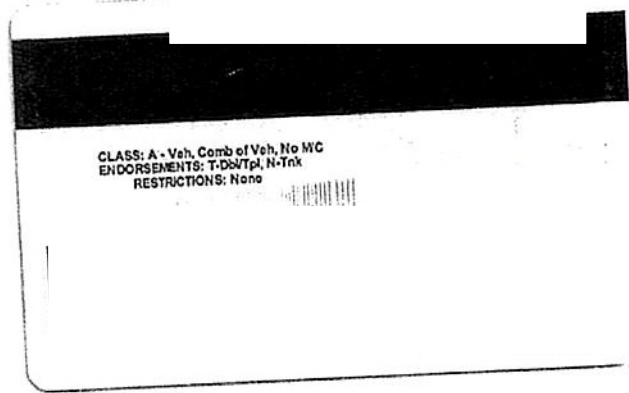 CLASS: A - Veh, Comb of Veh, No M/C
ENDORSEMENTS: T-Dbl/Tpl, N-Tnk
RESTRICTIONS: None